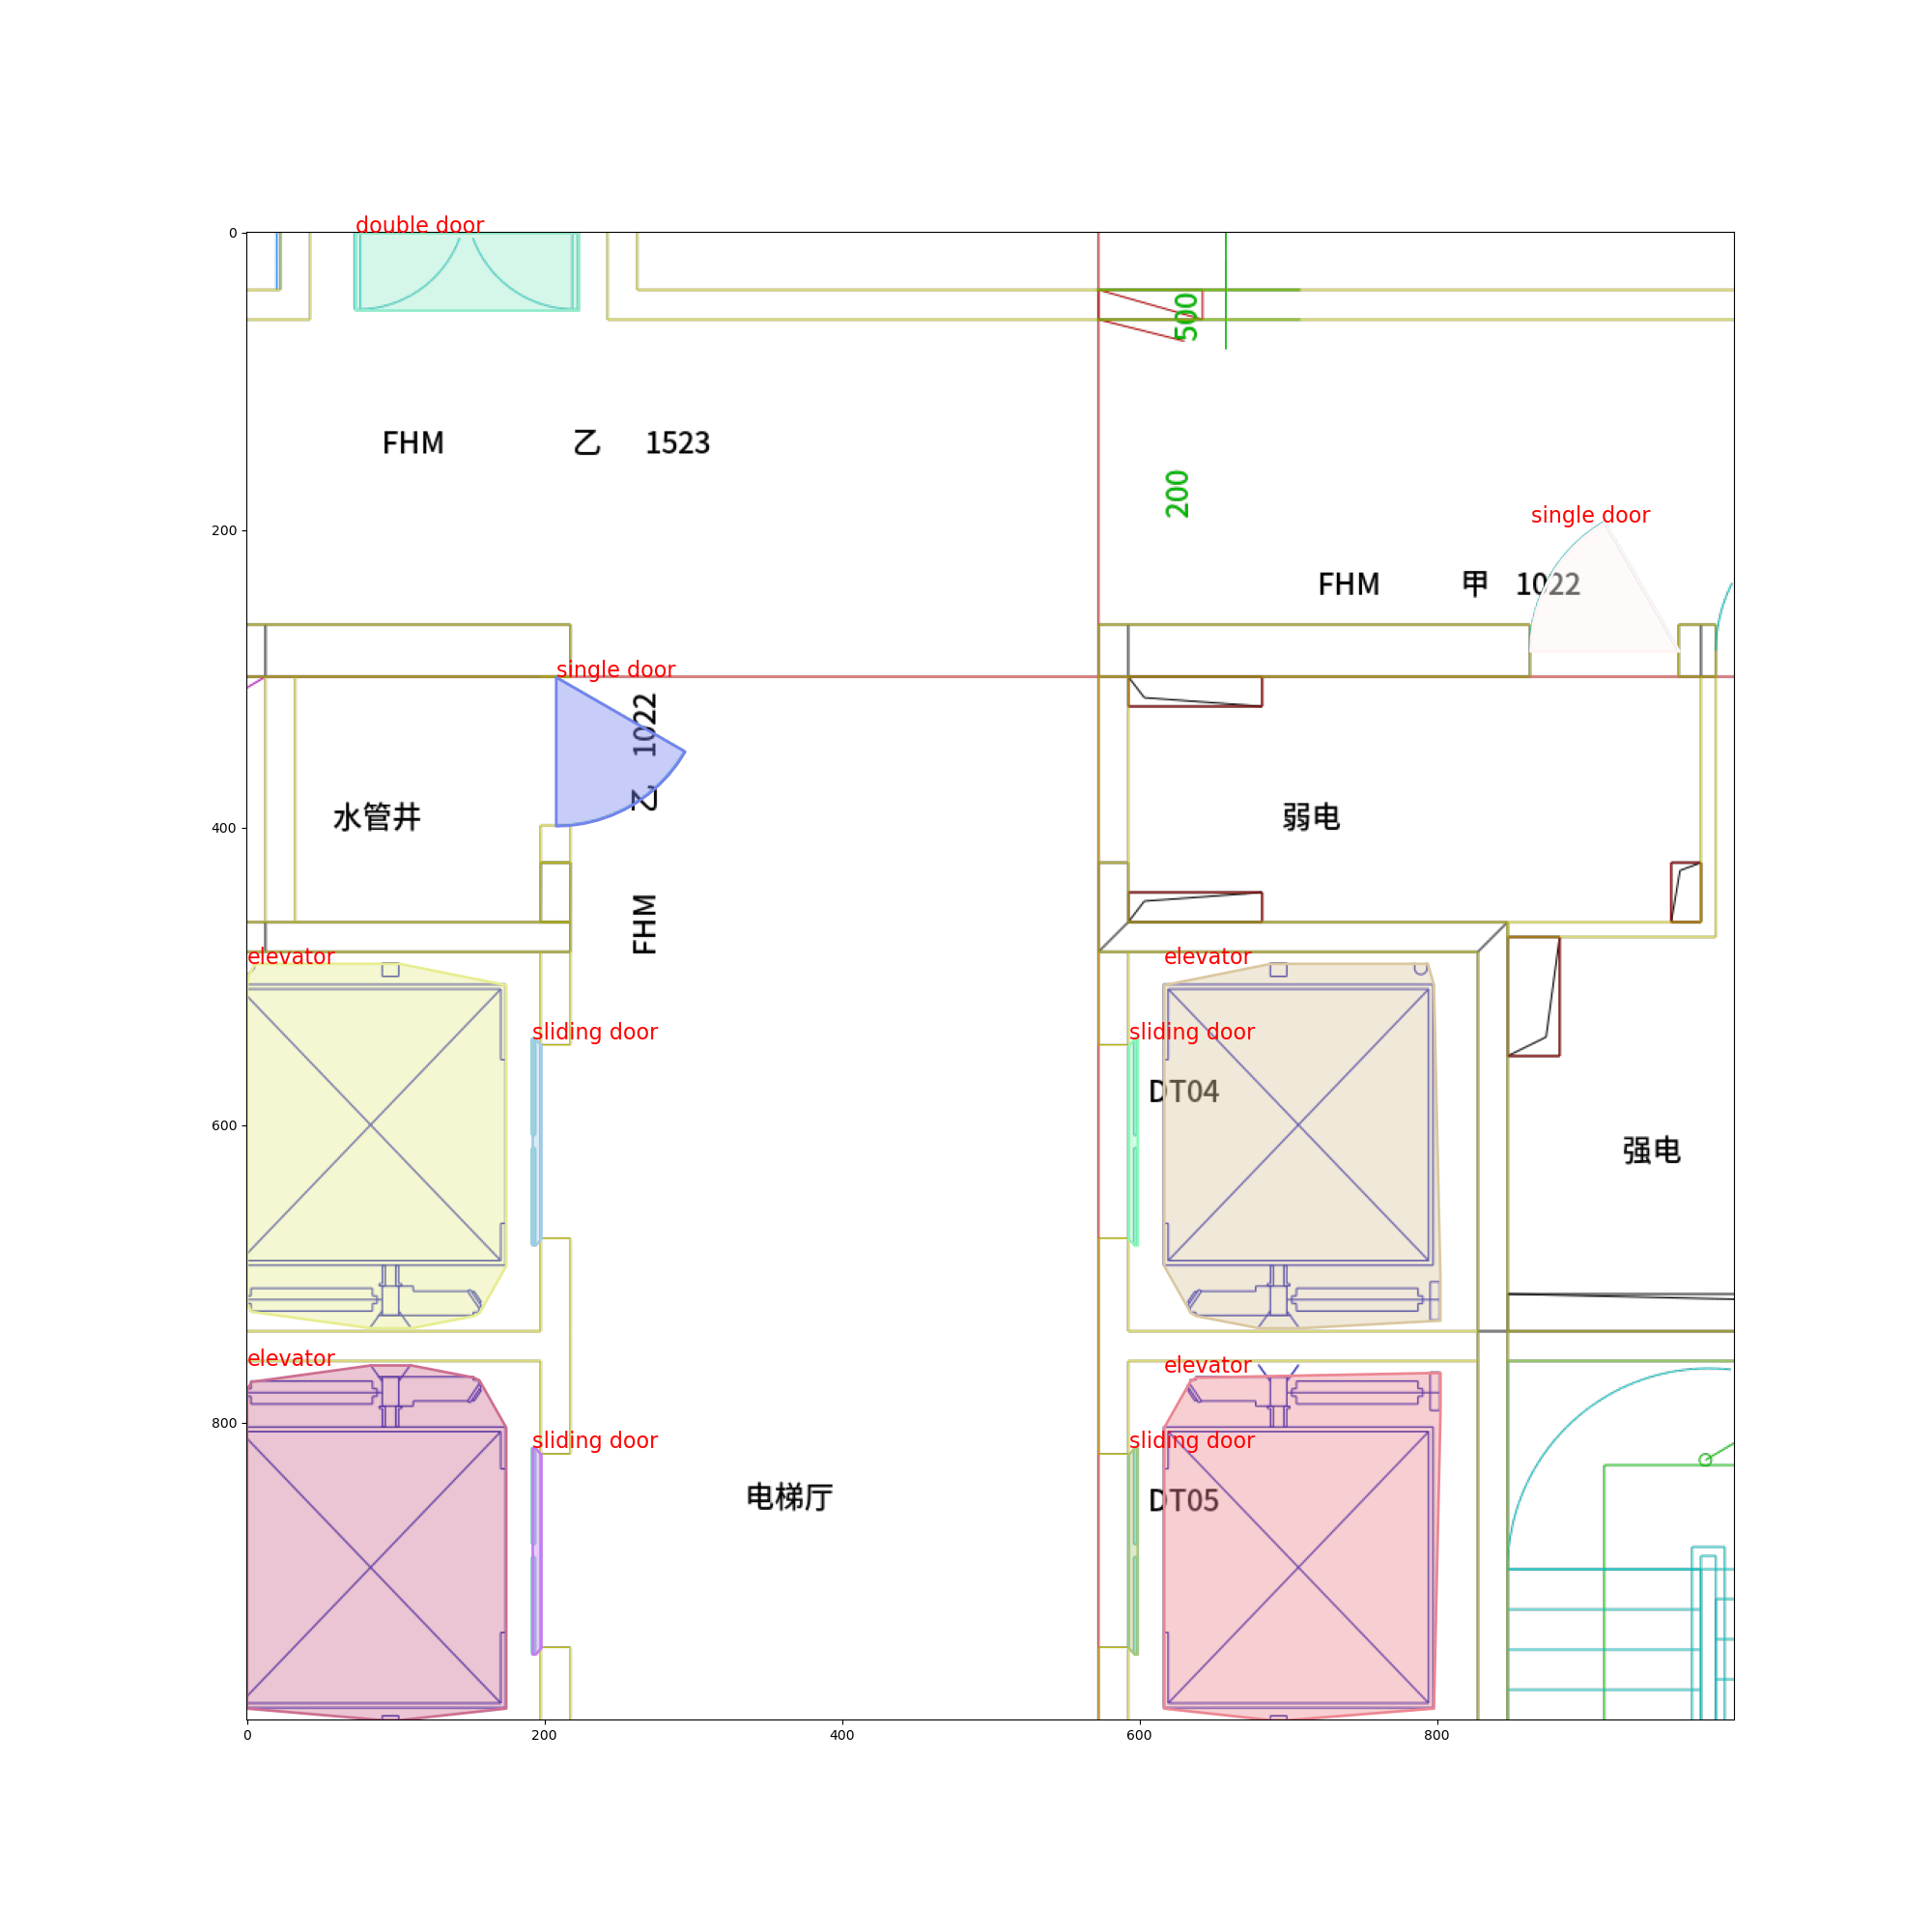 double door
0
500
FHM 乙 1523
200
200
single door
FHM 甲 1022
single door
FHM 乙 1022
水管井
弱电
400
elevator
elevator
sliding door
sliding door
DT04
600
强电
elevator
elevator
800
sliding door
sliding door
电梯厅
DT05
0
200
400
600
800